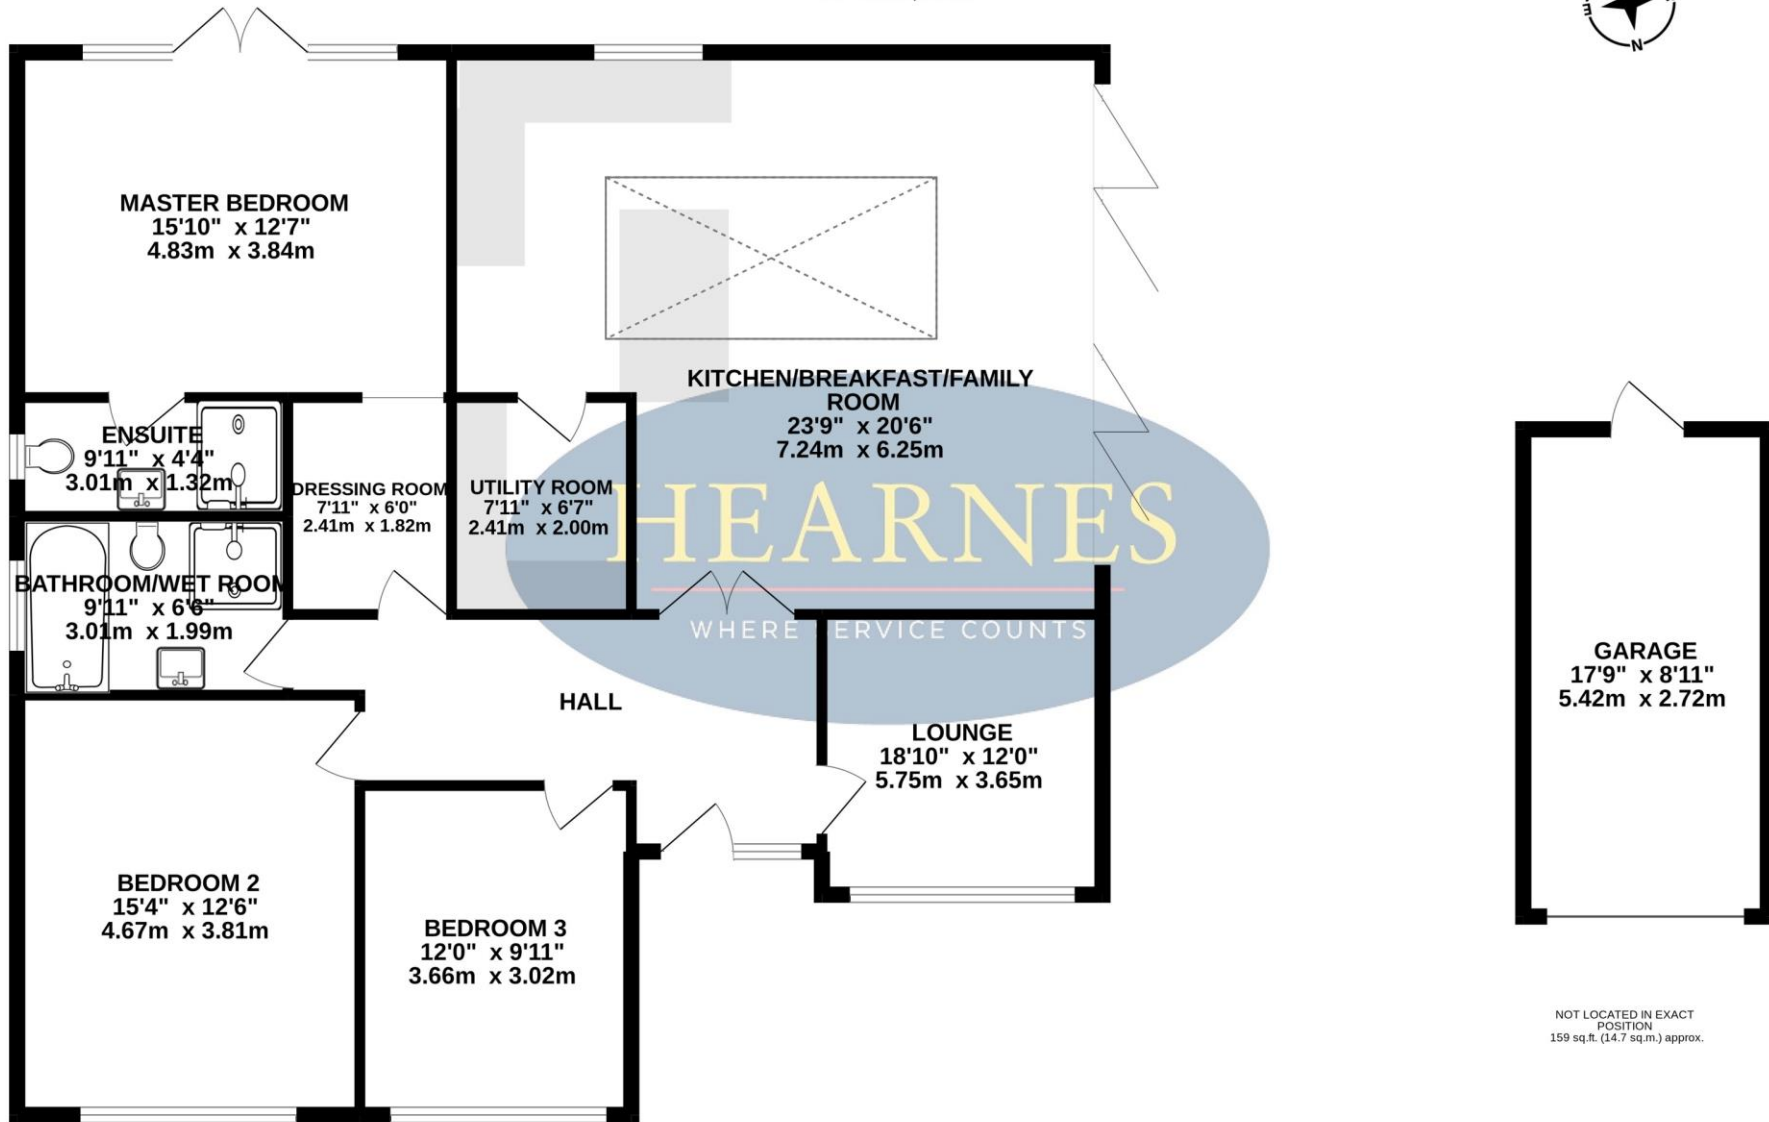 E
N
MASTER BEDROOM
15'10" x 12'7"
4.83m x 3.84m
KITCHEN/BREAKFAST/FAMILY
ROOM
23'9" x 20'6"
7.24m x 6.25m
ENSUITE
9'11" x 4'4"
3.01m x 1.32m
DRESSING ROOM
7'11" x 6'0"
2.41m x 1.82m
UTILITY ROOM
7'11" x 6'7"
2.41m x 2.00m
HEARNES
WHERE SERVICE COUNTS
BATHROOM/WET ROOM
9'11" x 6'6"
3.01m x 1.99m
HALL
LOUNGE
18'10" x 12'0"
5.75m x 3.65m
GARAGE
17'9" x 8'11"
5.42m x 2.72m
BEDROOM 2
15'4" x 12'6"
4.67m x 3.81m
BEDROOM 3
12'0" x 9'11"
3.66m x 3.02m
NOT LOCATED IN EXACT
POSITION
159 sq.ft. (14.7 sq.m.) approx.